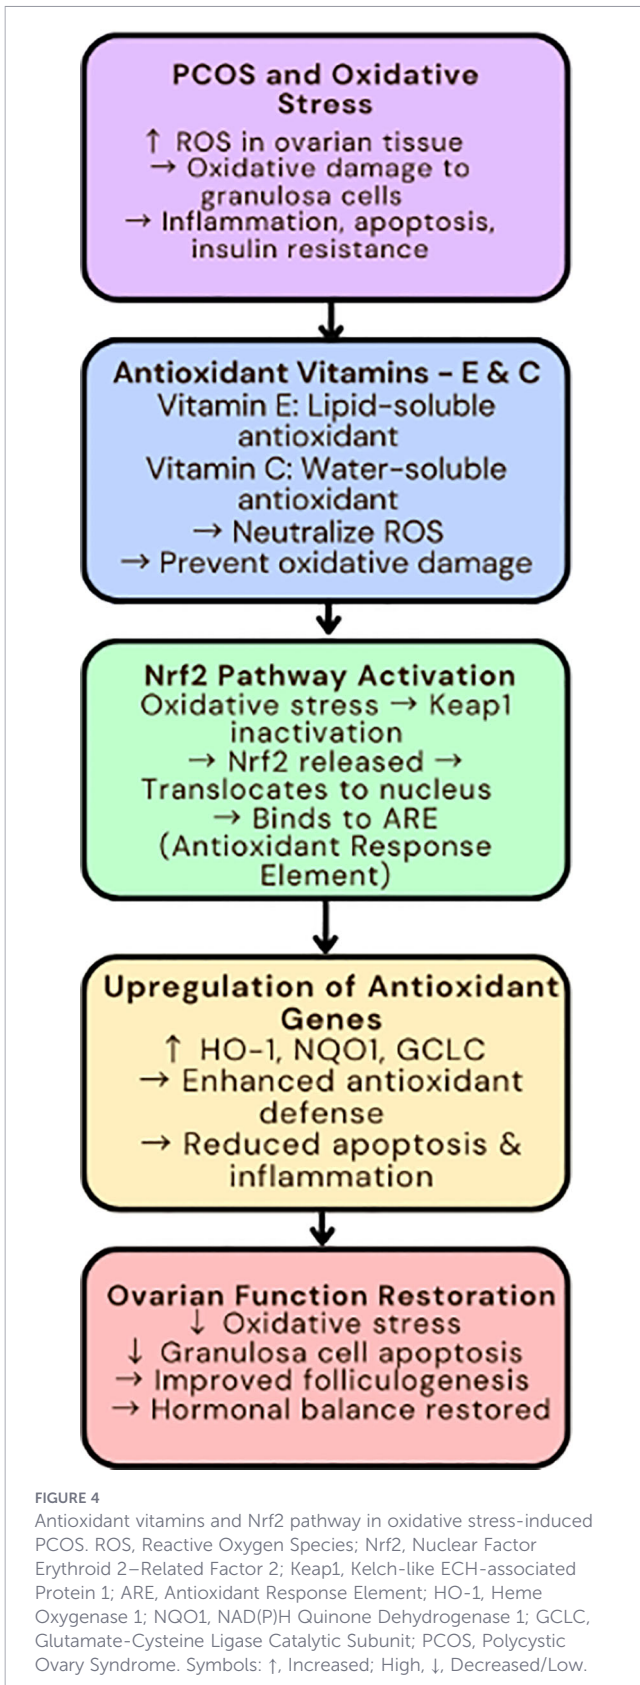 PCOS and Oxidative
Stress
↑ ROS in ovarian tissue
→ Oxidative damage to
granulosa cells
→ Inflammation, apoptosis,
insulin resistance
Antioxidant Vitamins – E & C
Vitamin E: Lipid-soluble
antioxidant
Vitamin C: Water-soluble
antioxidant
→ Neutralize ROS
→ Prevent oxidative damage
Nrf2 Pathway Activation
Oxidative stress → Keap1
inactivation
→ Nrf2 released →
Translocates to nucleus
→ Binds to ARE
(Antioxidant Response
Element)
Upregulation of Antioxidant
Genes
↑ HO-1, NQO1, GCLC
→ Enhanced antioxidant
defense
→ Reduced apoptosis &
inflammation
Ovarian Function Restoration
↓ Oxidative stress
↓ Granulosa cell apoptosis
→ Improved folliculogenesis
→ Hormonal balance restored
FIGURE 4
Antioxidant vitamins and Nrf2 pathway in oxidative stress-induced
PCOS. ROS, Reactive Oxygen Species; Nrf2, Nuclear Factor
Erythroid 2–Related Factor 2; Keap1, Kelch-like ECH-associated
Protein 1; ARE, Antioxidant Response Element; HO-1, Heme
Oxygenase 1; NQO1, NAD(P)H Quinone Dehydrogenase 1; GCLC,
Glutamate-Cysteine Ligase Catalytic Subunit; PCOS, Polycystic
Ovary Syndrome. Symbols: ↑, Increased; High, ↓, Decreased/Low.